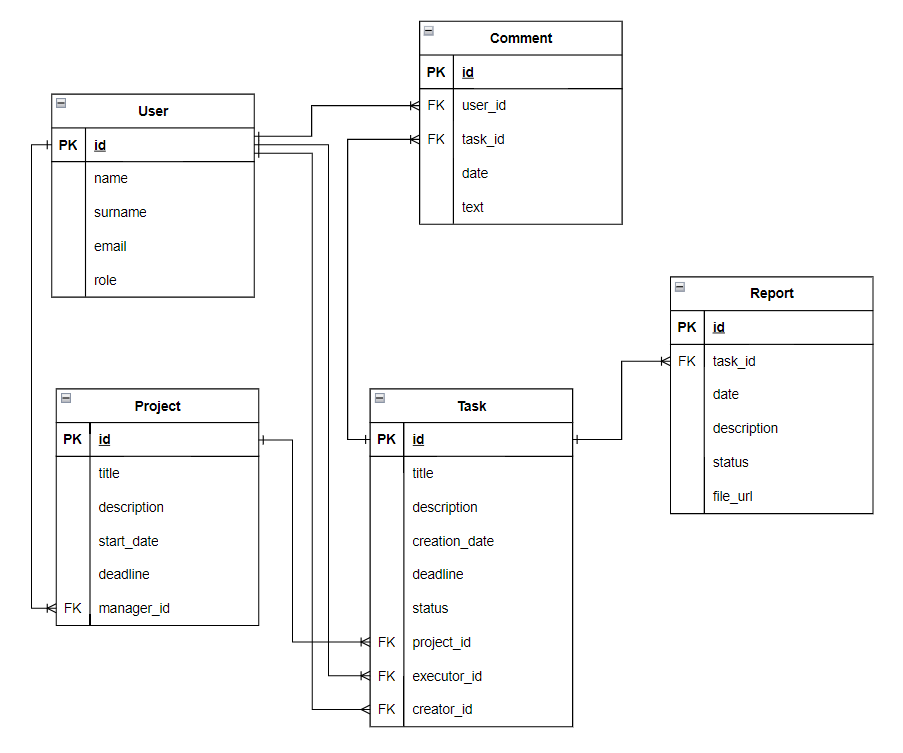 Comment
PK id
FK user_id
FK task_id
date
text
User
PK id
name
surname
email
role
Report
PK id
FK task_id
date
description
status
file_url
Project
PK id
title
description
start_date
deadline
FK manager_id
Task
PK id
title
description
creation_date
deadline
status
FK project_id
FK executor_id
FK creator_id